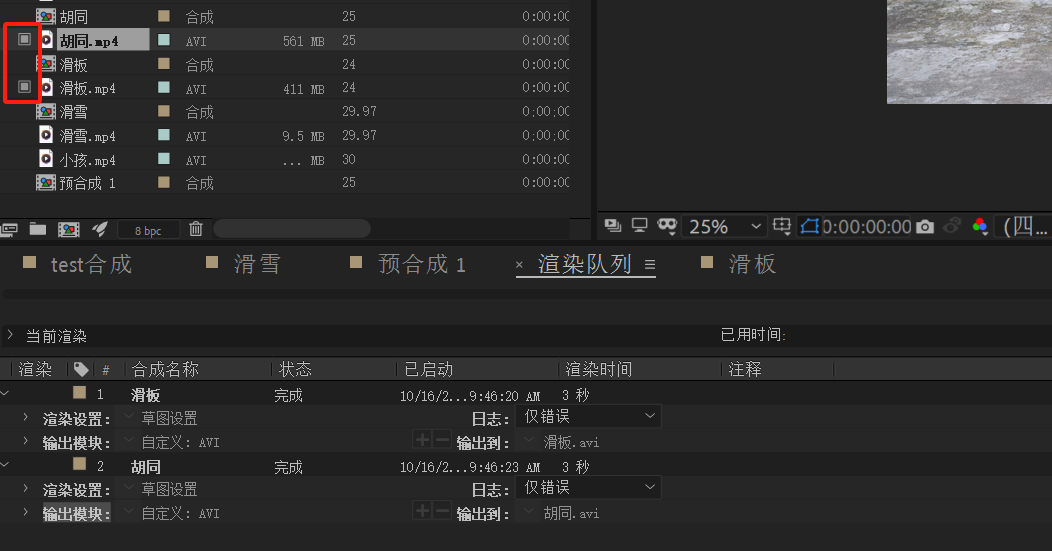 胡同 合成 25 0:00:00
胡同.mp4 AVI 561 MB 25 0:00:00
滑板 合成 24 0:00:00
滑板.mp4 AVI 411 MB 24 0:00:00
滑雪 合成 29.97 0;00;00
滑雪.mp4 AVI 9.5 MB 29.97 0;00;00
小孩.mp4 AVI ... MB 30 0:00:00
预合成 1 合成 25 0:00:00
8 bpc
25% 0:00:00:00 (四...
test合成 滑雪 预合成 1 × 渲染队列 ≡ 滑板
当前渲染 已用时间:
渲染 # 合成名称 状态 已启动 渲染时间 注释
1 滑板 完成 10/16/2...9:46:20 AM 3 秒
渲染设置: 草图设置 日志: 仅错误
输出模块: 自定义: AVI 输出到: 滑板.avi
2 胡同 完成 10/16/2...9:46:23 AM 3 秒
渲染设置: 草图设置 日志: 仅错误
输出模块: 自定义: AVI 输出到: 胡同.avi